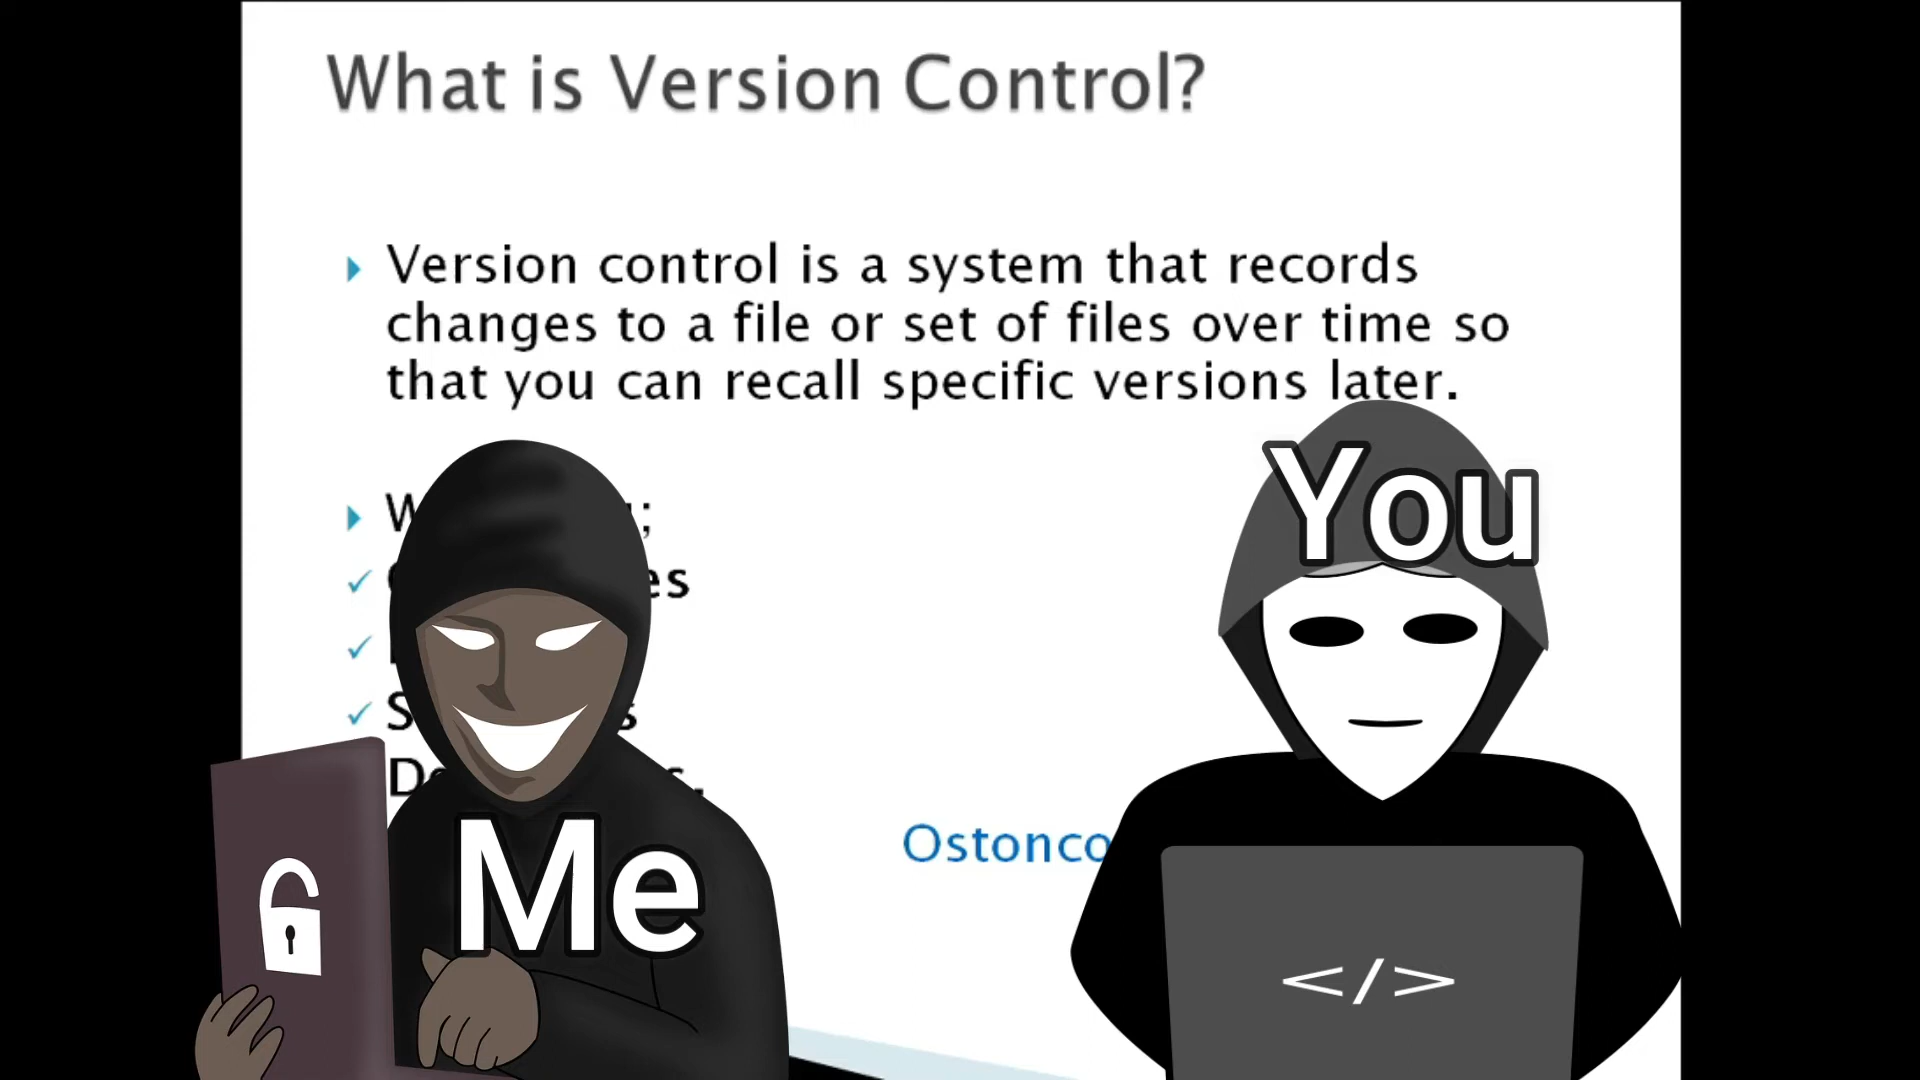 What is Version Control?
Version control is a system that records
changes to a file or set of files over time so
that you can recall specific versions later.
You
Me
</>